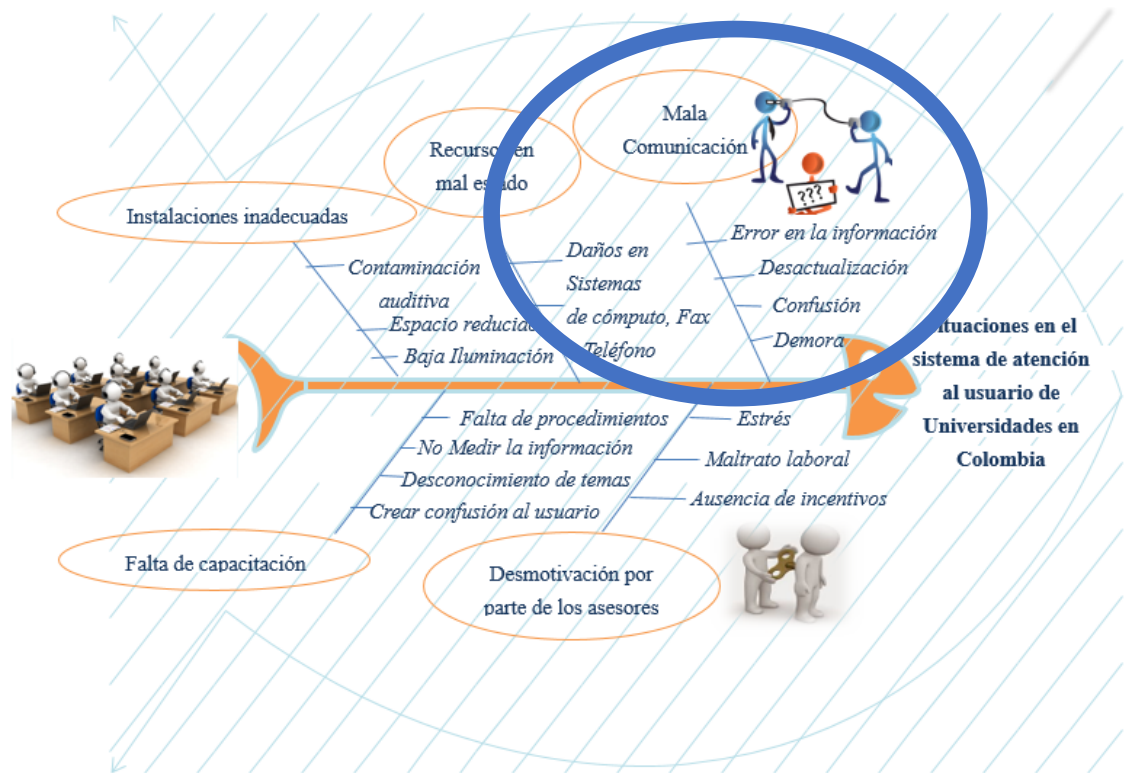 Mala
Comunicación
???
Recursos en
mal estado
Instalaciones inadecuadas
Contaminación
auditiva
Espacio reducido
Baja Iluminación
Daños en
Sistemas
de cómputo, Fax
Teléfono
Error en la información
Desactualización
Confusión
Demora
ituaciones en el
sistema de atención
al usuario de
Universidades en
Colombia
Falta de procedimientos
No Medir la información
Desconocimiento de temas
Crear confusión al usuario
Estrés
Maltrato laboral
Ausencia de incentivos
Falta de capacitación
Desmotivación por
parte de los asesores